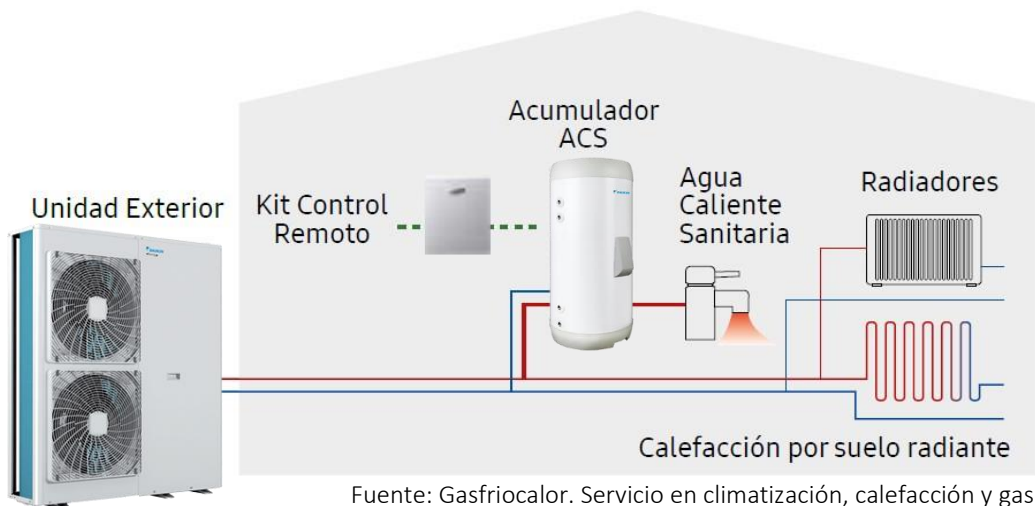 Acumulador
ACS
Unidad Exterior
Kit Control
Remoto
Agua
Caliente
Sanitaria
Radiadores
Calefacción por suelo radiante
Fuente: Gasfriocalor. Servicio en climatización, calefacción y gas